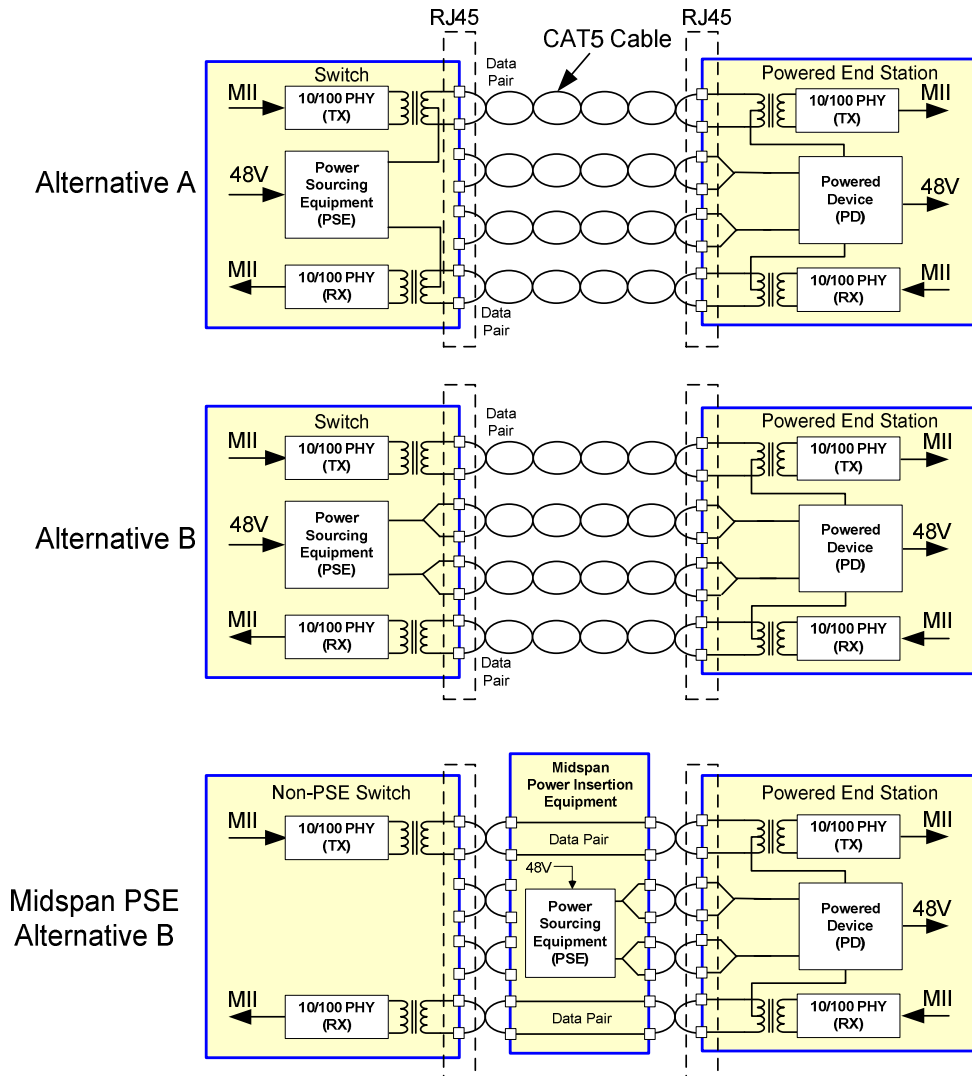 RJ45
RJ45
CAT5 Cable
Alternative A
Switch
MII
10/100 PHY
(TX)
48V
Power
Sourcing
Equipment
(PSE)
MII
10/100 PHY
(RX)
Data
Pair
Data
Pair
Powered End Station
10/100 PHY
(TX)
MII
Powered
Device
(PD)
48V
10/100 PHY
(RX)
MII
Alternative B
Switch
MII
10/100 PHY
(TX)
48V
Power
Sourcing
Equipment
(PSE)
MII
10/100 PHY
(RX)
Data
Pair
Data
Pair
Powered End Station
10/100 PHY
(TX)
MII
Powered
Device
(PD)
48V
10/100 PHY
(RX)
MII
Midspan PSE
Alternative B
Non-PSE Switch
MII
10/100 PHY
(TX)
MII
10/100 PHY
(RX)
Midspan
Power Insertion
Equipment
Data Pair
48V
Power
Sourcing
Equipment
(PSE)
Data Pair
Powered End Station
10/100 PHY
(TX)
MII
Powered
Device
(PD)
48V
10/100 PHY
(RX)
MII